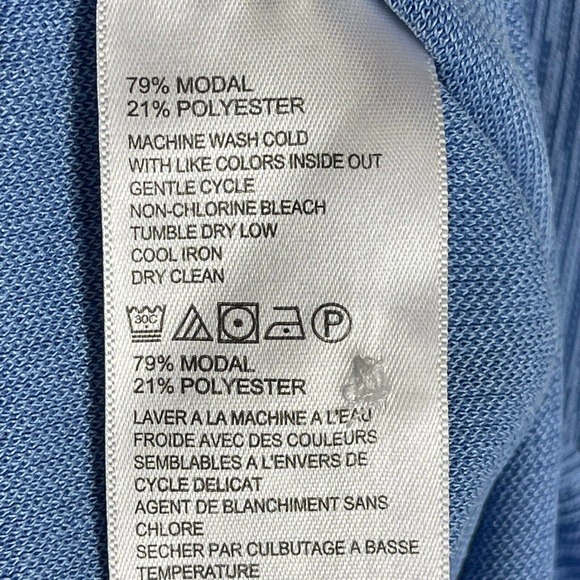 79% MODAL
21% POLYESTER
MACHINE WASH COLD
WITH LIKE COLORS INSIDE OUT
GENTLE CYCLE
NON-CHLORINE BLEACH
TUMBLE DRY LOW
COOL IRON
DRY CLEAN
30C P
79% MODAL
21% POLYESTER
LAVER A LA MACHINE A L'EAU
FROIDE AVEC DES COULEURS
SEMBLABLES A L'ENVERS DE
CYCLE DELICAT
AGENT DE BLANCHIMENT SANS
CHLORE
SECHER PAR CULBUTAGE A BASSE
TEMPERATURE